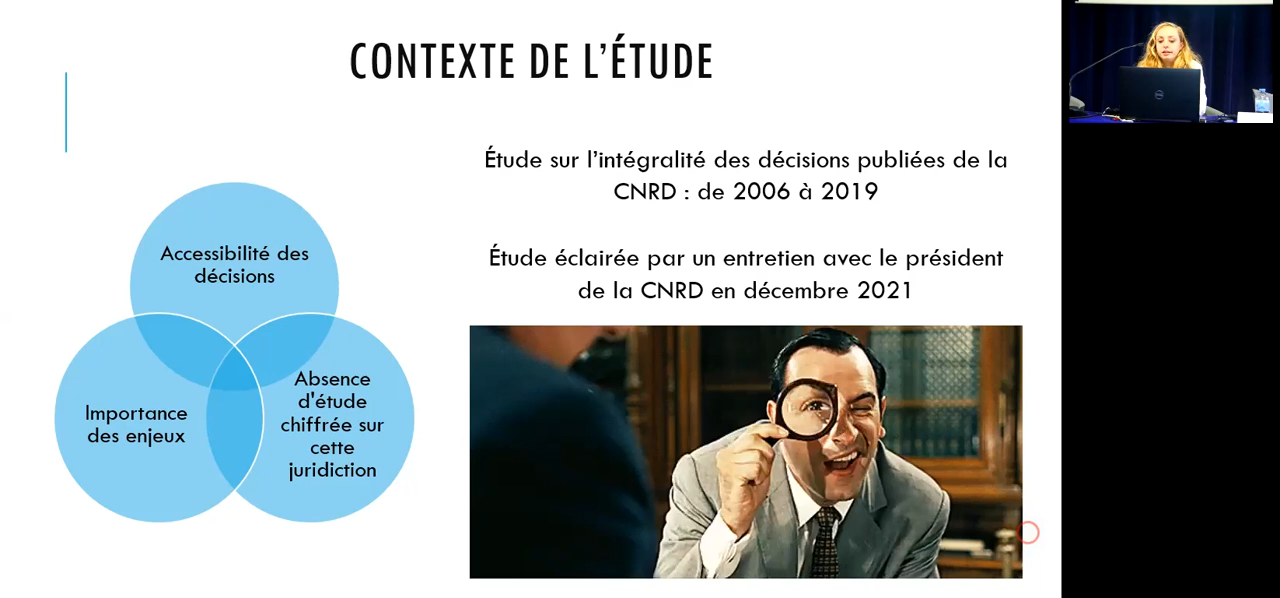 CONTEXTE DE L'ÉTUDE
Étude sur l'intégralité des décisions publiées de la
CNRD : de 2006 à 2019
Étude éclairée par un entretien avec le président
de la CNRD en décembre 2021
Accessibilité des
décisions
Importance
des enjeux
Absence
d'étude
chiffrée sur
cette
juridiction